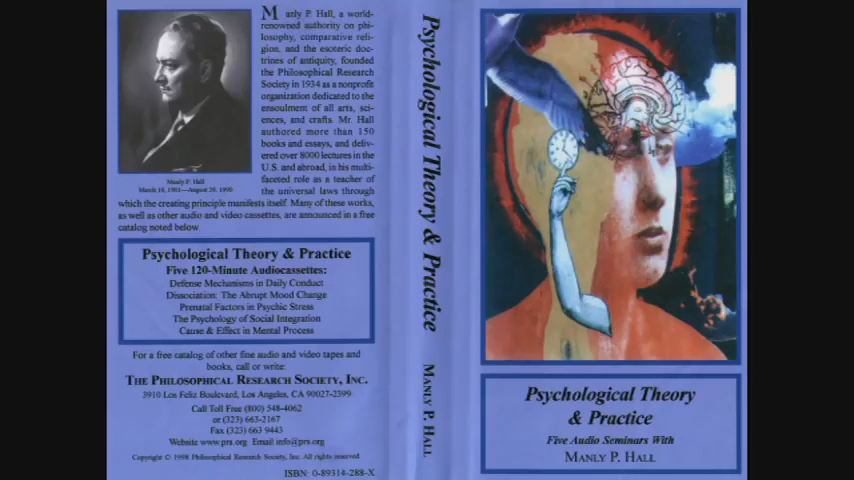 Manly P. Hall, a world-
renowned authority on phi-
losophy, comparative reli-
gion, and the esoteric doc-
trines of antiquity, founded
the Philosophical Research
Society in 1934 as a nonprofit
organization dedicated to the
ensoulment of all arts, sci-
ences, and crafts. Mr. Hall
authored more than 150
books and essays, and deliv-
ered over 8000 lectures in the
U.S. and abroad, in his multi-
faceted role as a teacher of
the universal laws through
Manly P. Hall
March 18, 1901—August 29, 1990
which the creating principle manifests itself. Many of these works,
as well as other audio and video cassettes, are announced in a free
catalog noted below
Psychological Theory & Practice
Five 120-Minute Audiocassettes:
Defense Mechanisms in Daily Conduct
Dissociation: The Abrupt Mood Change
Prenatal Factors in Psychic Stress
The Psychology of Social Integration
Cause & Effect in Mental Process
For a free catalog of other fine audio and video tapes and
books, call or write:
THE PHILOSOPHICAL RESEARCH SOCIETY, INC.
3910 Los Feliz Boulevard, Los Angeles, CA 90027-2399
Call Toll Free (800) 548-4062
or (323) 663-2167
Fax (323) 663 9443
Website www.prs.org Email info@prs.org
Copyright © 1998 Philosophical Research Society, Inc. All rights reserved
ISBN: 0-89314-288-X
Psychological Theory & Practice
MANLY P. HALL
Psychological Theory
& Practice
Five Audio Seminars With
MANLY P. HALL